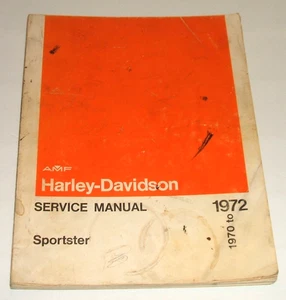 AMF
Harley-Davidson
SERVICE MANUAL
1970 to
1972
Sportster